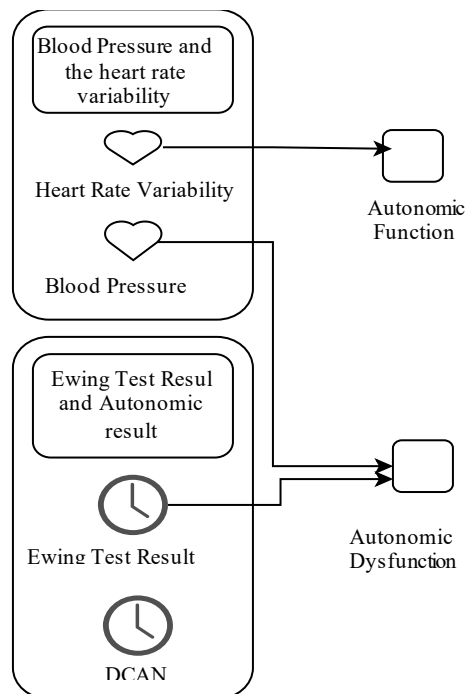 Blood Pressure and
the heart rate
variability
Heart Rate Variability
Blood Pressure
Autonomic
Function
Ewing Test Resul
and Autonomic
result
Ewing Test Result
DCAN
Autonomic
Dysfunction